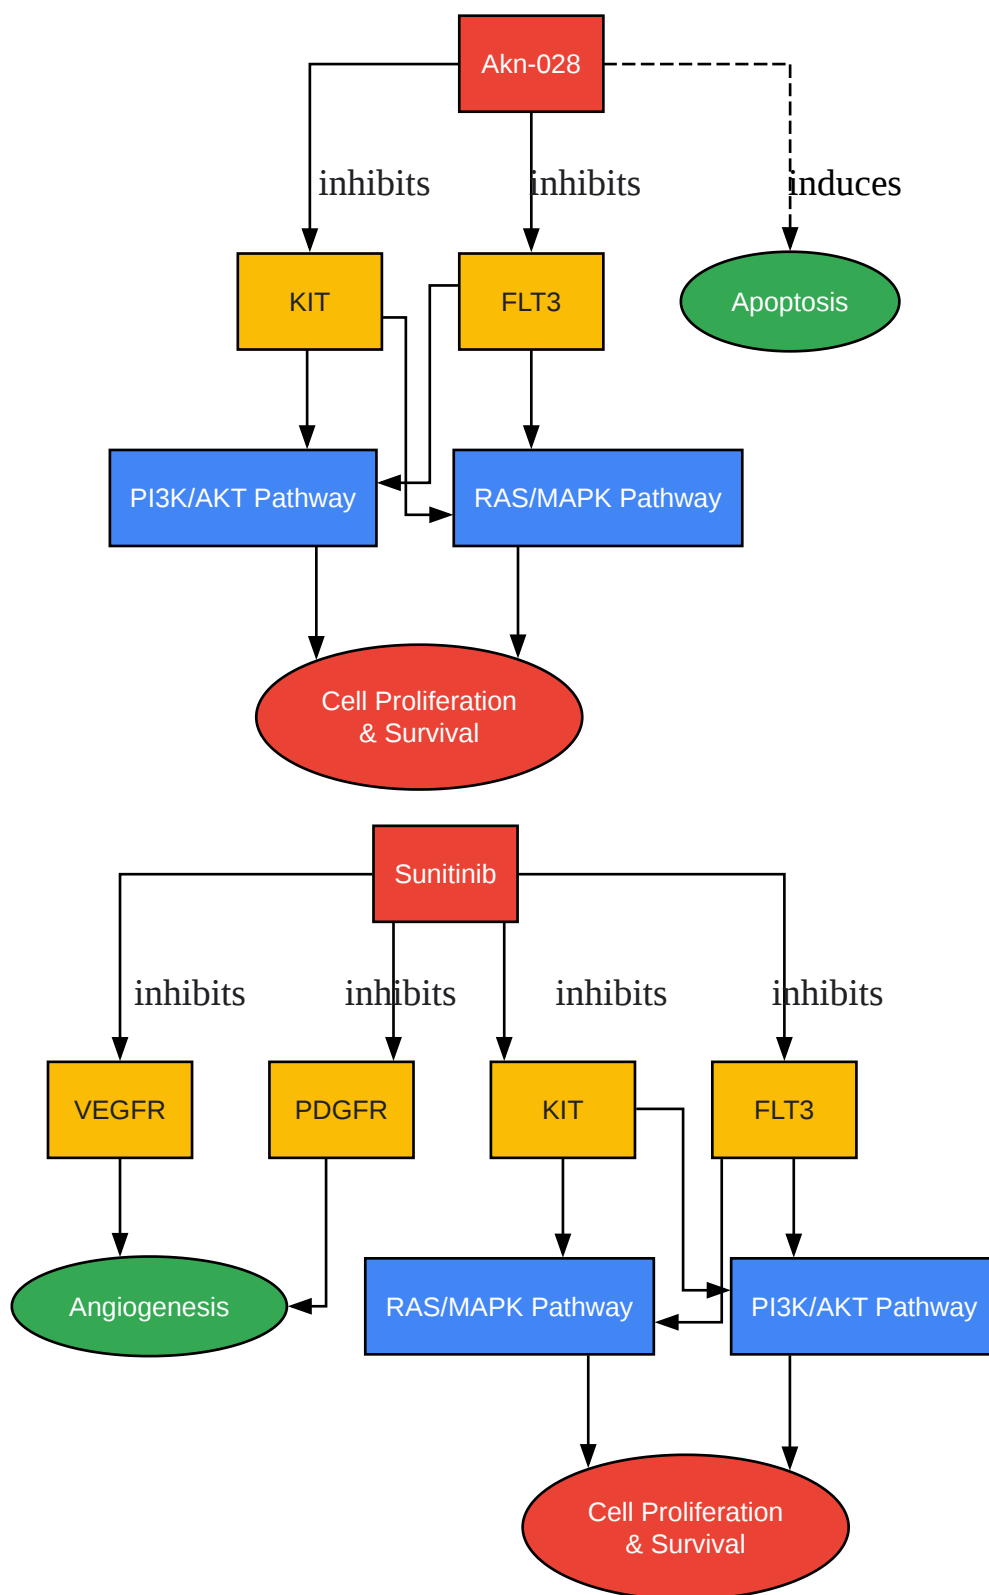 Akn-028
inhibits
inhibits
induces
KIT
FLT3
Apoptosis
PI3K/AKT Pathway
RAS/MAPK Pathway
Cell Proliferation
& Survival
Sunitinib
inhibits
inhibits
inhibits
inhibits
VEGFR
PDGFR
KIT
FLT3
Angiogenesis
RAS/MAPK Pathway
PI3K/AKT Pathway
Cell Proliferation
& Survival